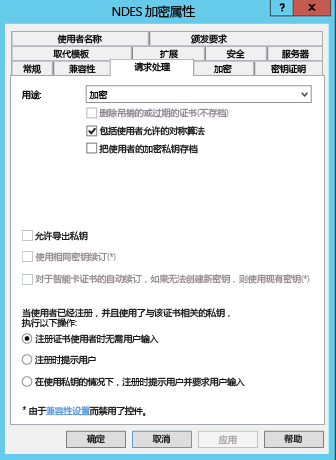 NDES 加密属性
?
x
使用者名称
颁发要求
取代模板
扩展
安全
服务器
常规
兼容性
请求处理
加密
密钥证明
用途:
加密
删除吊销的或过期的证书(不存档)
包括使用者允许的对称算法
把使用者的加密私钥存档
允许导出私钥
使用相同密钥续订(*)
对于智能卡证书的自动续订，如果无法创建新密钥，则使用现有密钥(*)
当使用者已经注册，并且使用了与该证书相关的私钥，
执行以下操作:
注册证书使用者时无需用户输入
注册时提示用户
在使用私钥的情况下，注册时提示用户并要求用户输入
* 由于兼容性设置而禁用了控件。
确定
取消
应用
帮助